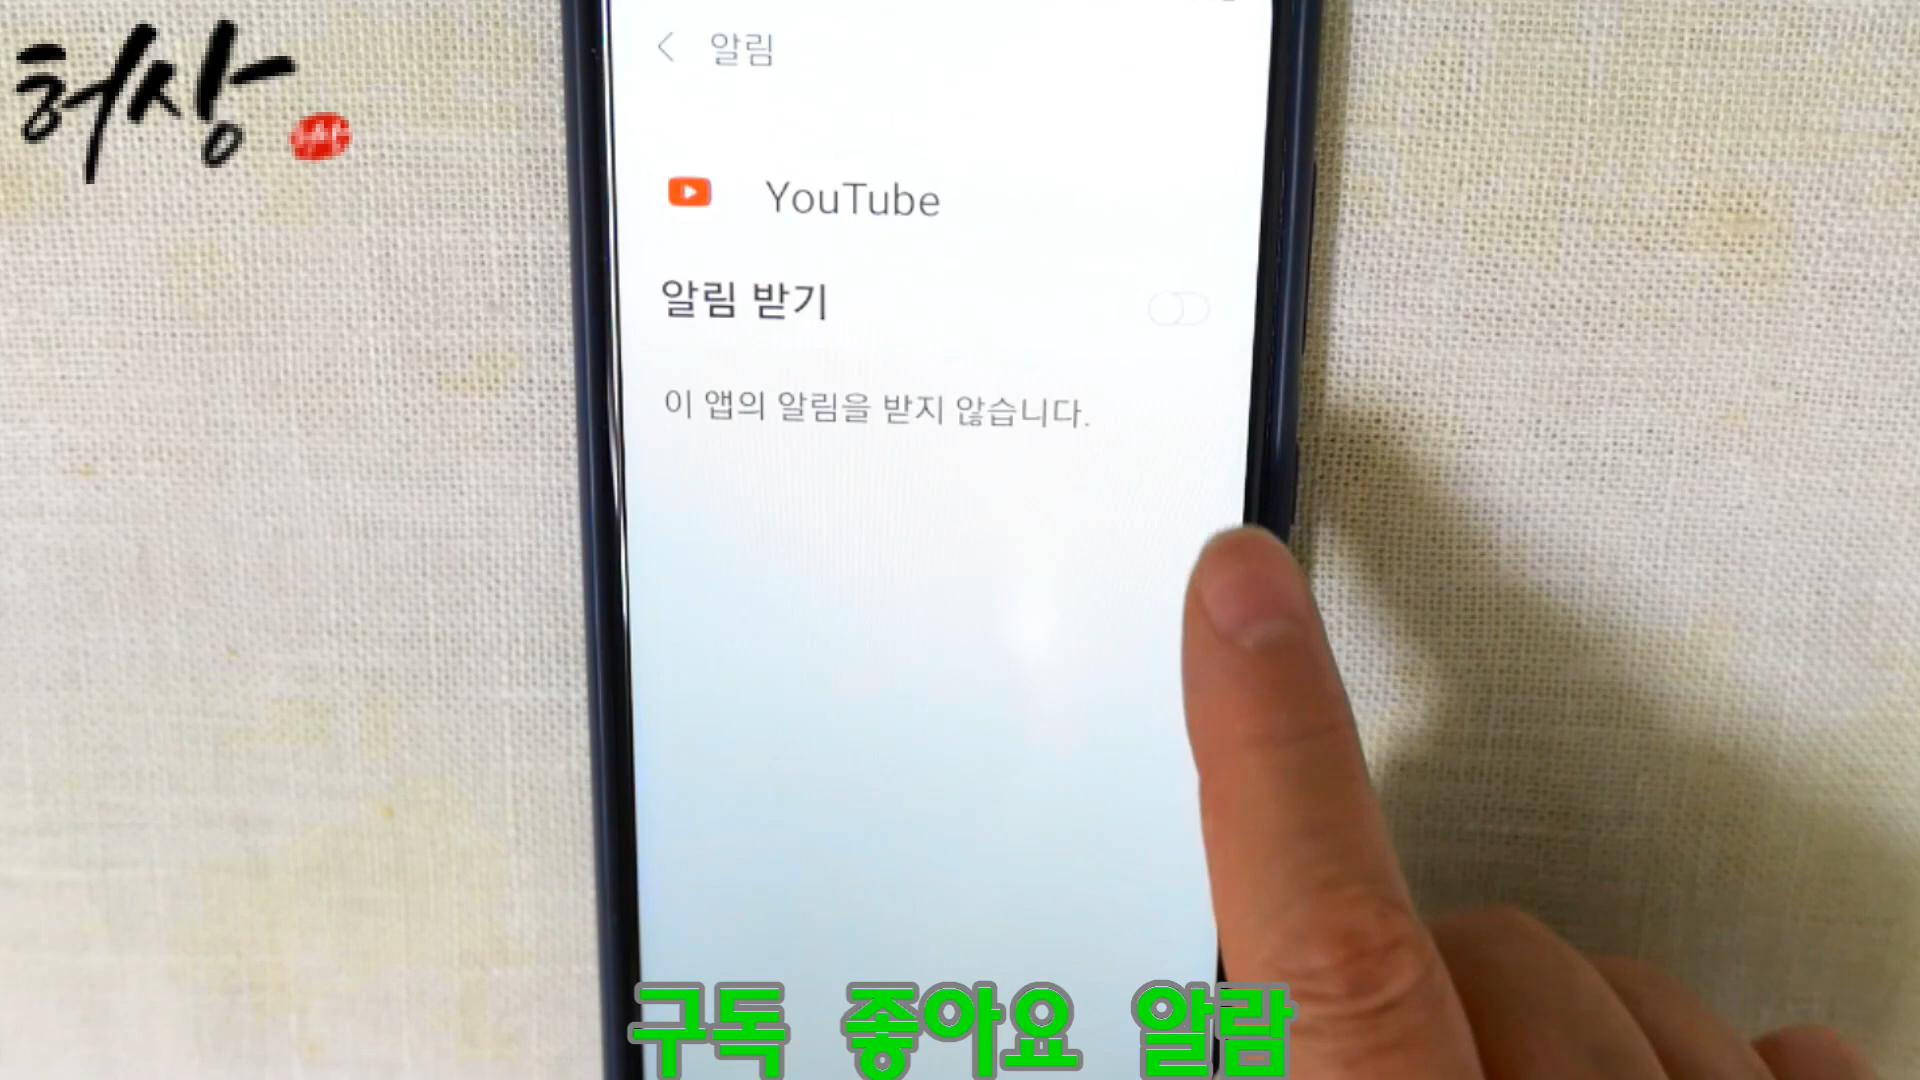 허상
알림
YouTube
알림 받기
이 앱의 알림을 받지 않습니다.
구독 좋아요 알람